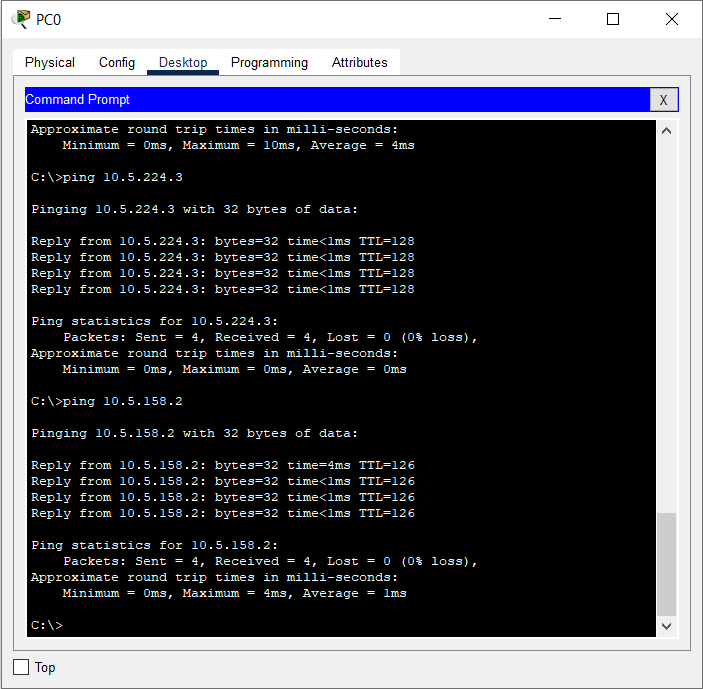 PC0
Physical Config Desktop Programming Attributes
Command Prompt X
Approximate round trip times in milli-seconds:
    Minimum = 0ms, Maximum = 10ms, Average = 4ms
C:\>ping 10.5.224.3
Pinging 10.5.224.3 with 32 bytes of data:
Reply from 10.5.224.3: bytes=32 time<1ms TTL=128
Reply from 10.5.224.3: bytes=32 time<1ms TTL=128
Reply from 10.5.224.3: bytes=32 time<1ms TTL=128
Reply from 10.5.224.3: bytes=32 time<1ms TTL=128
Ping statistics for 10.5.224.3:
    Packets: Sent = 4, Received = 4, Lost = 0 (0% loss),
Approximate round trip times in milli-seconds:
    Minimum = 0ms, Maximum = 0ms, Average = 0ms
C:\>ping 10.5.158.2
Pinging 10.5.158.2 with 32 bytes of data:
Reply from 10.5.158.2: bytes=32 time=4ms TTL=126
Reply from 10.5.158.2: bytes=32 time<1ms TTL=126
Reply from 10.5.158.2: bytes=32 time<1ms TTL=126
Reply from 10.5.158.2: bytes=32 time<1ms TTL=126
Ping statistics for 10.5.158.2:
    Packets: Sent = 4, Received = 4, Lost = 0 (0% loss),
Approximate round trip times in milli-seconds:
    Minimum = 0ms, Maximum = 4ms, Average = 1ms
C:\>
Top